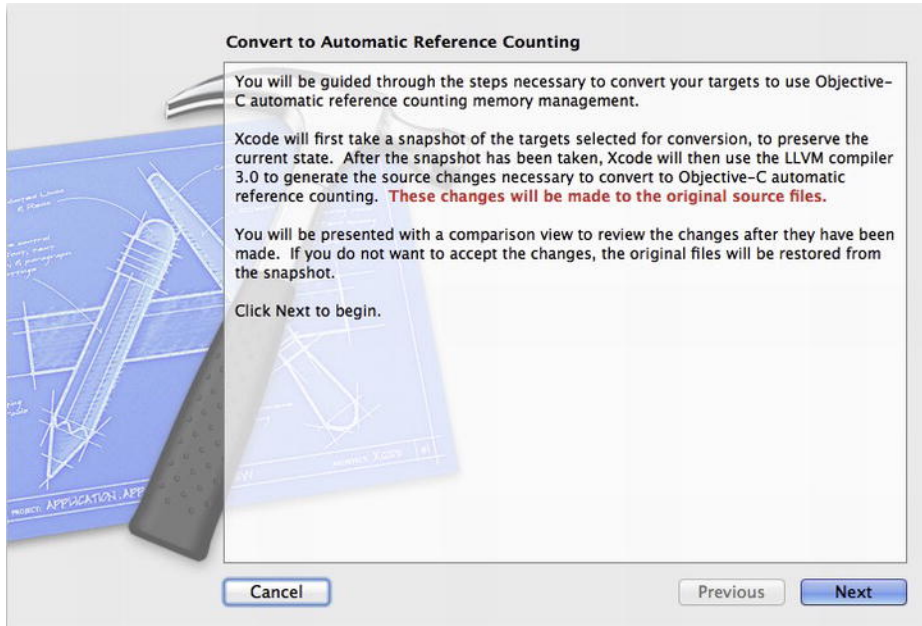 Convert to Automatic Reference Counting
You will be guided through the steps necessary to convert your targets to use Objective-
C automatic reference counting memory management.
Xcode will first take a snapshot of the targets selected for conversion, to preserve the
current state.  After the snapshot has been taken, Xcode will then use the LLVM compiler
3.0 to generate the source changes necessary to convert to Objective-C automatic
reference counting.  These changes will be made to the original source files.
You will be presented with a comparison view to review the changes after they have been
made.  If you do not want to accept the changes, the original files will be restored from
the snapshot.
Click Next to begin.
PROJECT: APPLICATION.APP
Cancel
Previous
Next